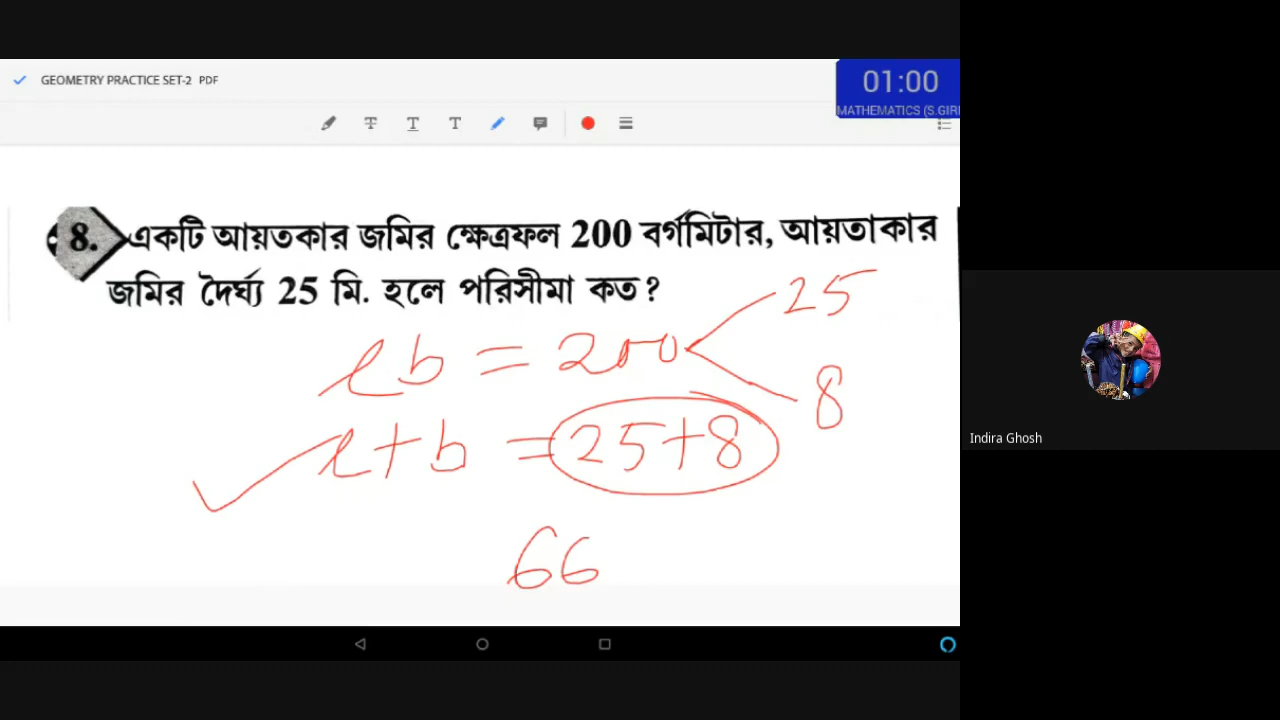 GEOMETRY PRACTICE SET-2 PDF
01:00
MATHEMATICS (S.GIRI
T T T
8. একটি আয়তকার জমির ক্ষেত্রফল 200 বর্গমিটার, আয়তাকার
জমির দৈর্ঘ্য 25 মি. হলে পরিসীমা কত?
25
lb = 200
8
l+b = 25+8
66
Indira Ghosh